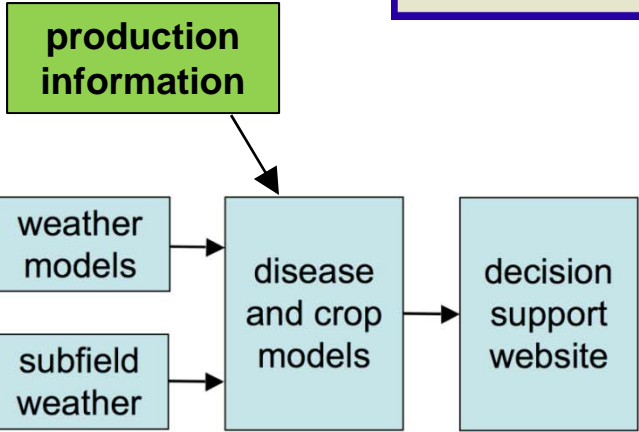 production
information
weather
models
subfield
weather
disease
and crop
models
decision
support
website